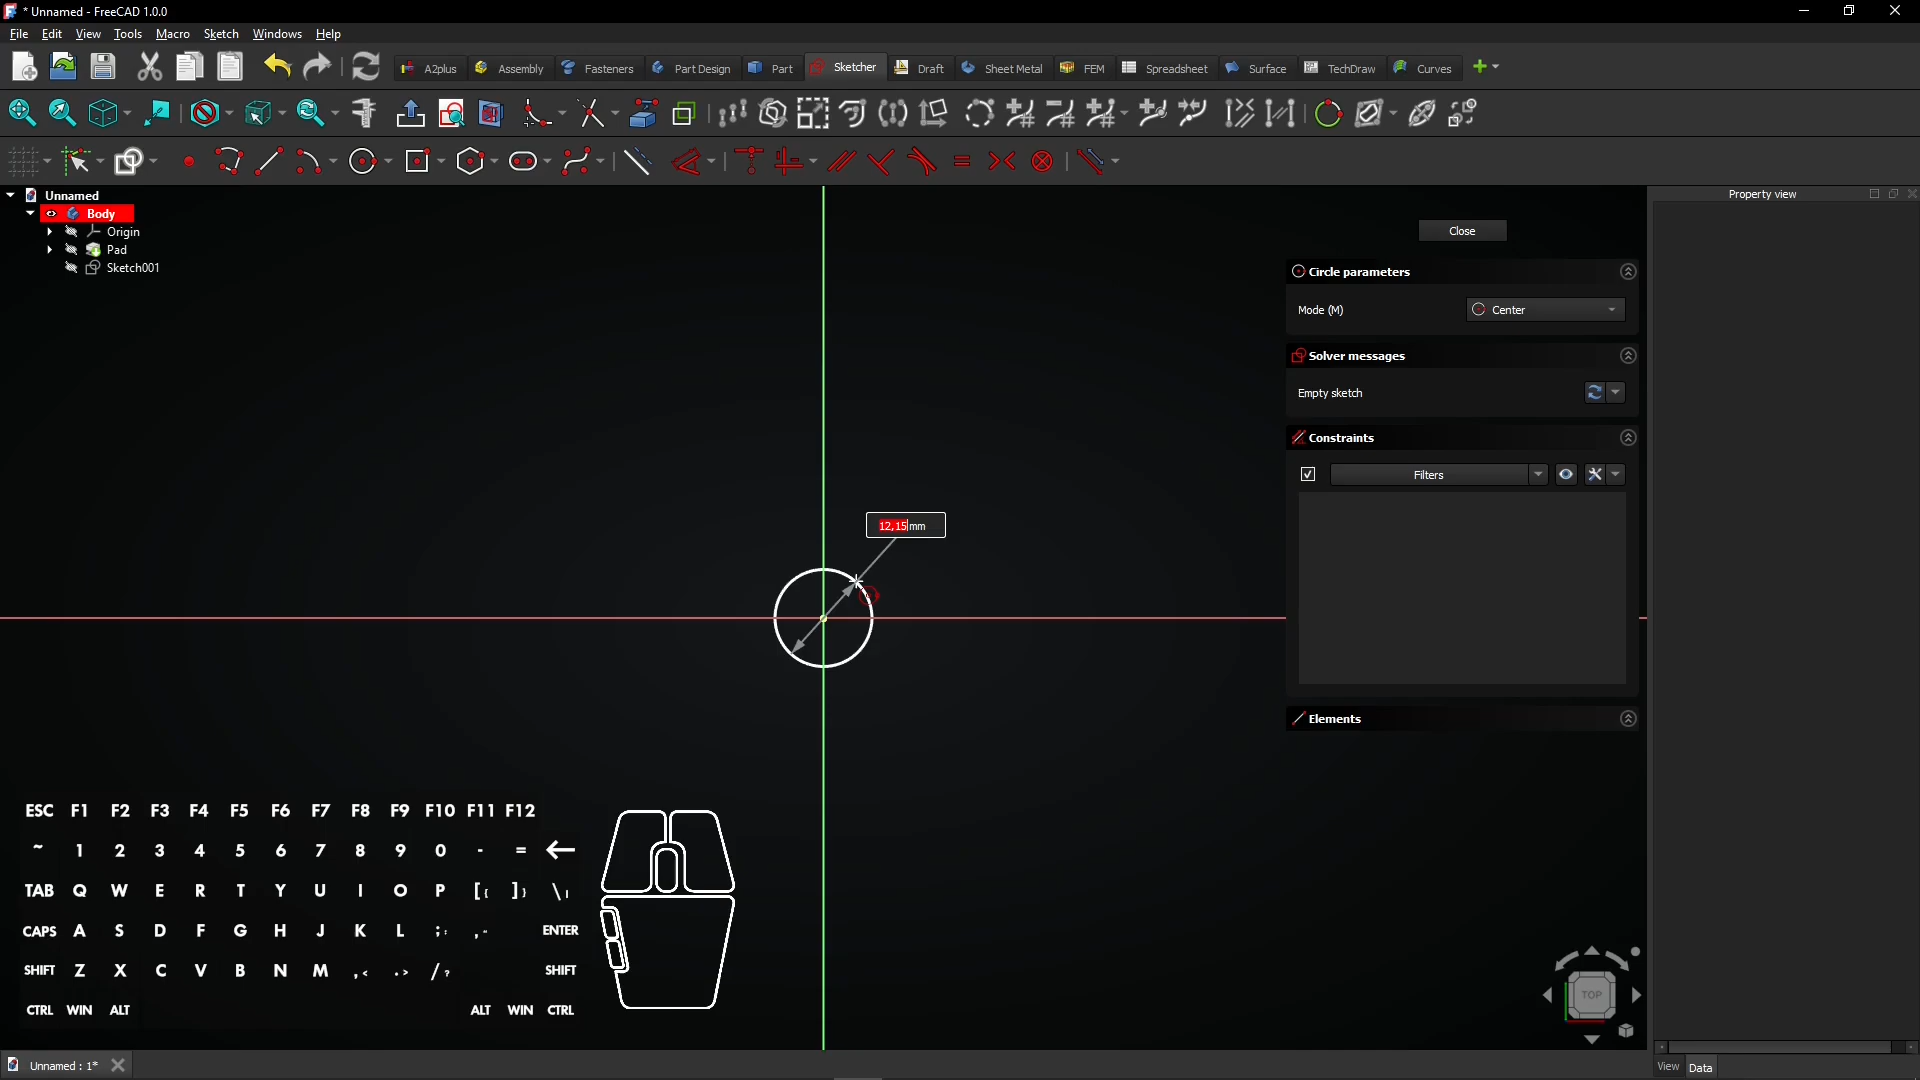 * Unnamed - FreeCAD 1.0.0
File Edit View Tools Macro Sketch Windows Help
A2plus Assembly Fasteners Part Design Part Sketcher Draft Sheet Metal FEM Spreadsheet Surface TechDraw Curves
Unnamed
Body
Origin
Pad
Sketch001
Property view
Close
Circle parameters
Mode (M) Center
Solver messages
Empty sketch
Constraints
Filters
Elements
12,15 mm
ESC F1 F2 F3 F4 F5 F6 F7 F8 F9 F10 F11 F12
~ 1 2 3 4 5 6 7 8 9 0 - = ←
TAB Q W E R T Y U I O P [{ ]} \|
CAPS A S D F G H J K L ;: ," ENTER
SHIFT Z X C V B N M ,< .> /? SHIFT
CTRL WIN ALT ALT WIN CTRL
TOP
Unnamed : 1*
View Data